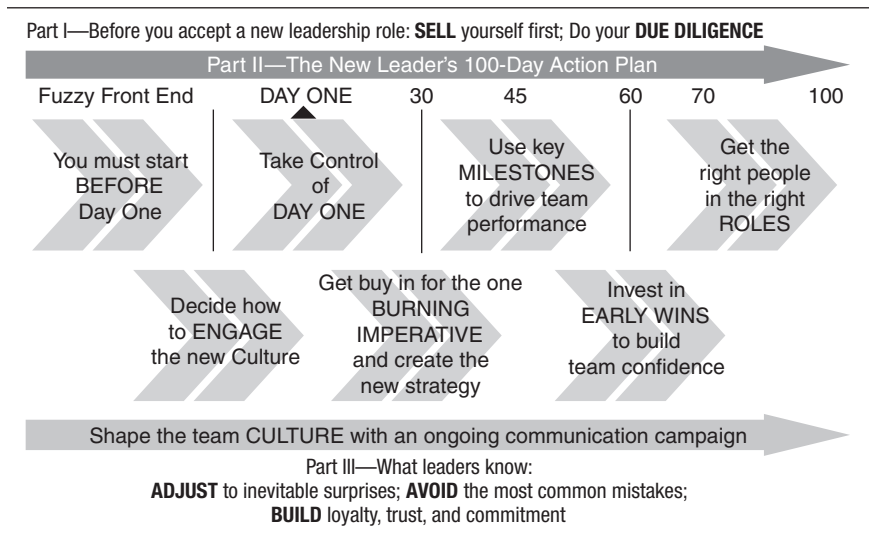 Part I—Before you accept a new leadership role: SELL yourself first; Do your DUE DILIGENCE
Part II—The New Leader's 100-Day Action Plan
Fuzzy Front End DAY ONE 30 45 60 70 100
You must start
BEFORE
Day One
Take Control
of
DAY ONE
Use key
MILESTONES
to drive team
performance
Get the
right people
in the right
ROLES
Decide how
to ENGAGE
the new Culture
Get buy in for the one
BURNING
IMPERATIVE
and create the
new strategy
Invest in
EARLY WINS
to build
team confidence
Shape the team CULTURE with an ongoing communication campaign
Part III—What leaders know:
ADJUST to inevitable surprises; AVOID the most common mistakes;
BUILD loyalty, trust, and commitment